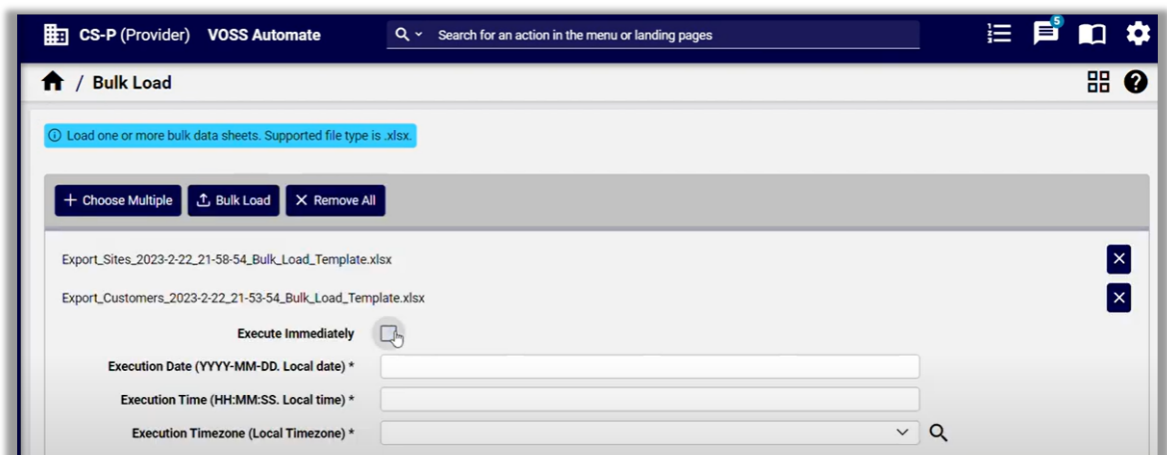 CS-P (Provider) VOSS Automate Search for an action in the menu or landing pages 5
/ Bulk Load
Load one or more bulk data sheets. Supported file type is .xlsx.
+ Choose Multiple Bulk Load × Remove All
Export_Sites_2023-2-22_21-58-54_Bulk_Load_Template.xlsx
Export_Customers_2023-2-22_21-53-54_Bulk_Load_Template.xlsx
Execute Immediately
Execution Date (YYYY-MM-DD. Local date) *
Execution Time (HH:MM:SS. Local time) *
Execution Timezone (Local Timezone) *